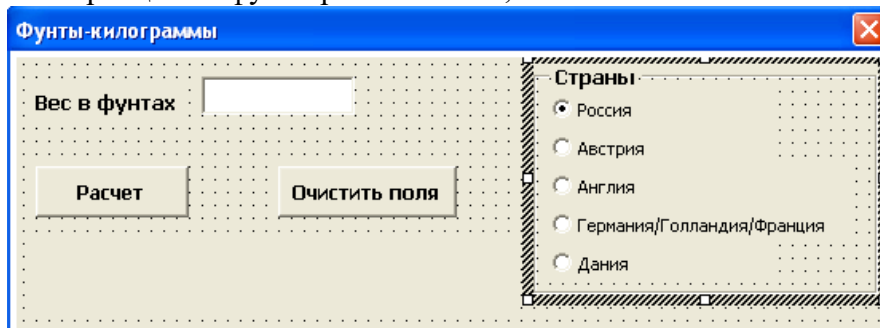 Фунты-килограммы
Вес в фунтах
Расчет
Очистить поля
Страны
Россия
Австрия
Англия
Германия/Голландия/Франция
Дания